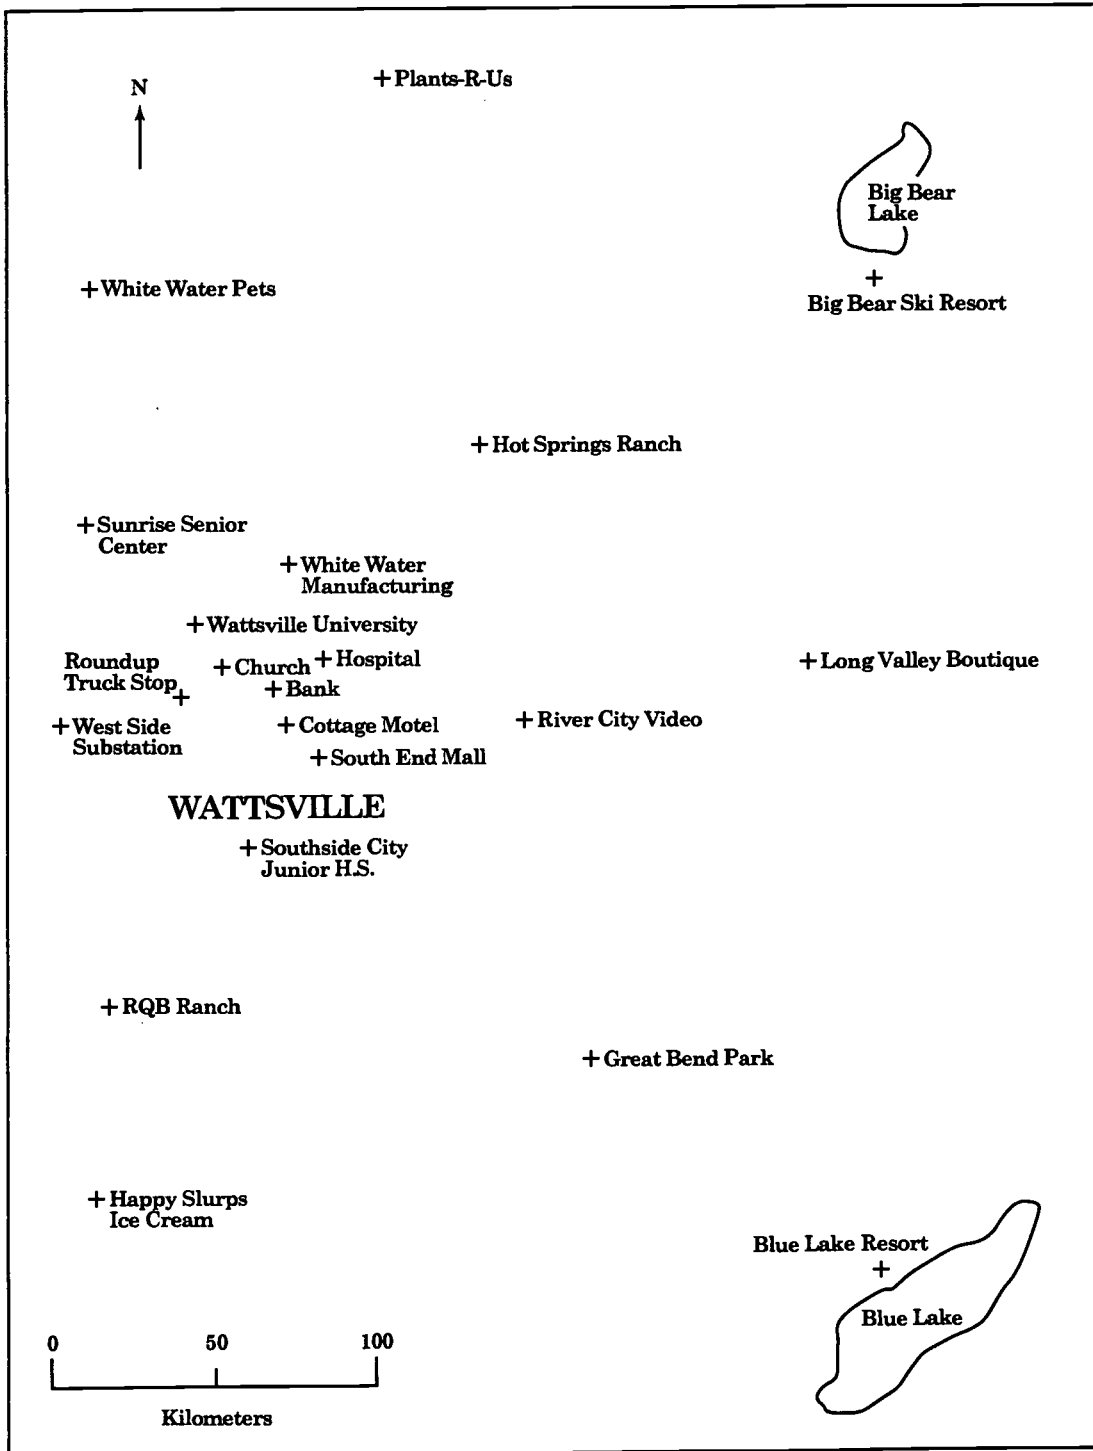 Plants-R-Us
N
Big Bear
Lake
White Water Pets
Big Bear Ski Resort
Hot Springs Ranch
Sunrise Senior
Center
White Water
Manufacturing
Wattsville University
Roundup
Truck Stop
Church
Hospital
Long Valley Boutique
Bank
West Side
Substation
Cottage Motel
River City Video
South End Mall
WATTSVILLE
Southside City
Junior H.S.
RQB Ranch
Great Bend Park
Happy Slurps
Ice Cream
Blue Lake Resort
Blue Lake
0 50 100
Kilometers